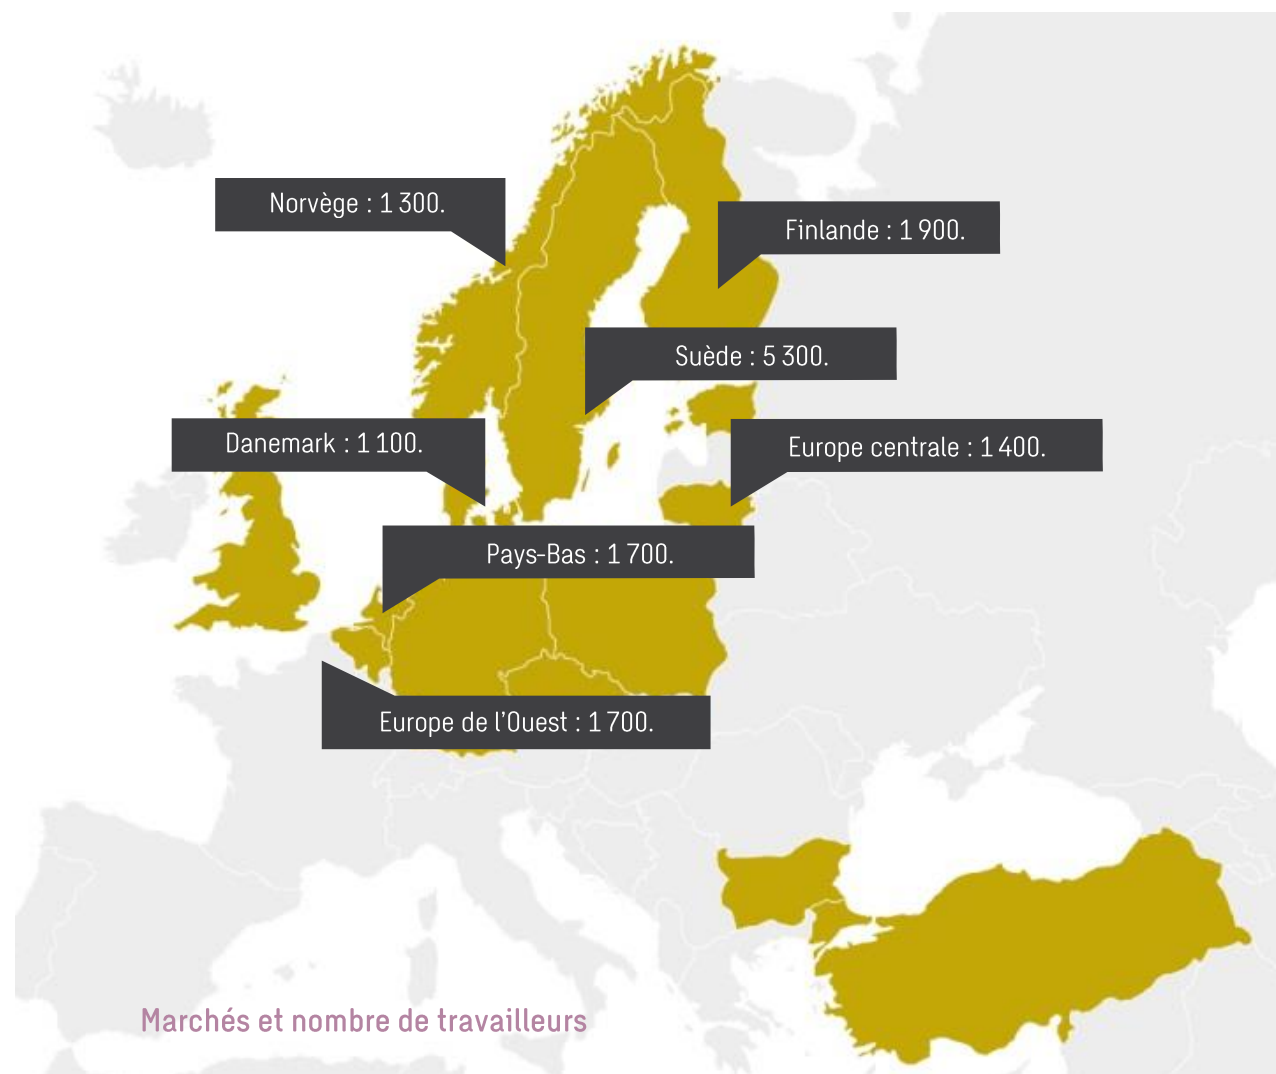 Norvège : 1 300.
Finlande : 1 900.
Suède : 5 300.
Danemark : 1 100.
Europe centrale : 1 400.
Pays-Bas : 1 700.
Europe de l’Ouest : 1 700.
Marchés et nombre de travailleurs